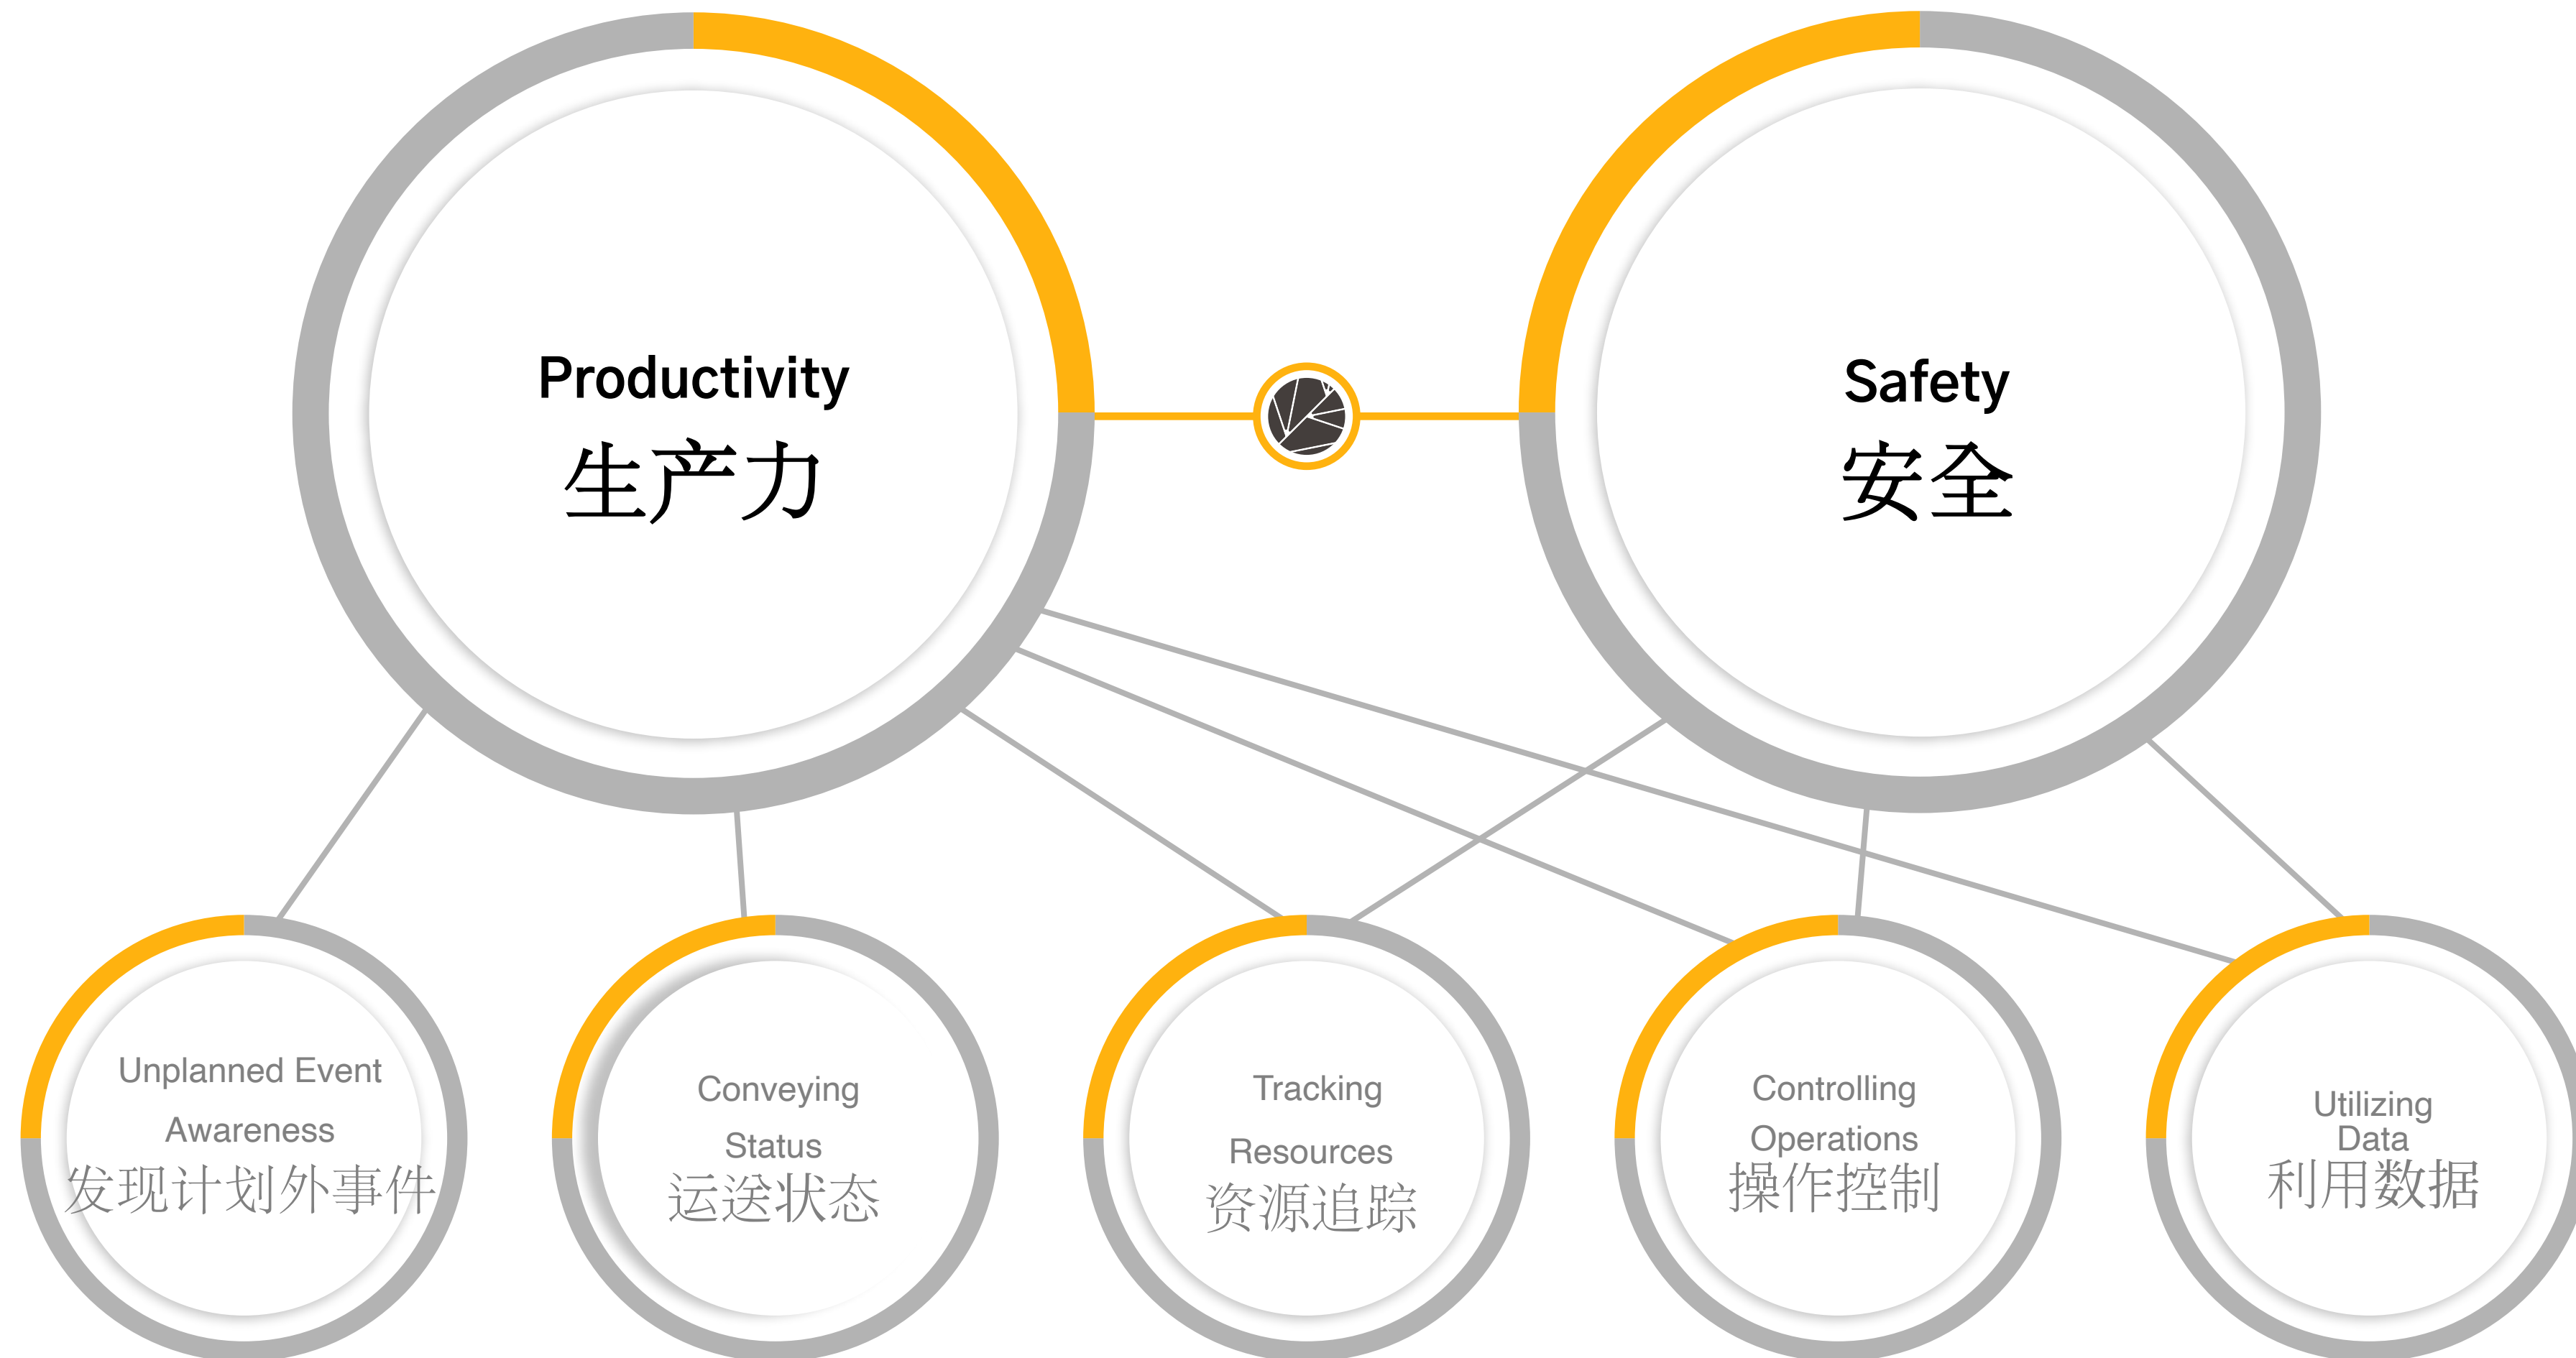 Productivity
生产力
Safety
安全
Unplanned Event
Awareness
发现计划外事件
Conveying
Status
运送状态
Tracking
Resources
资源追踪
Controlling
Operations
操作控制
Utilizing
Data
利用数据